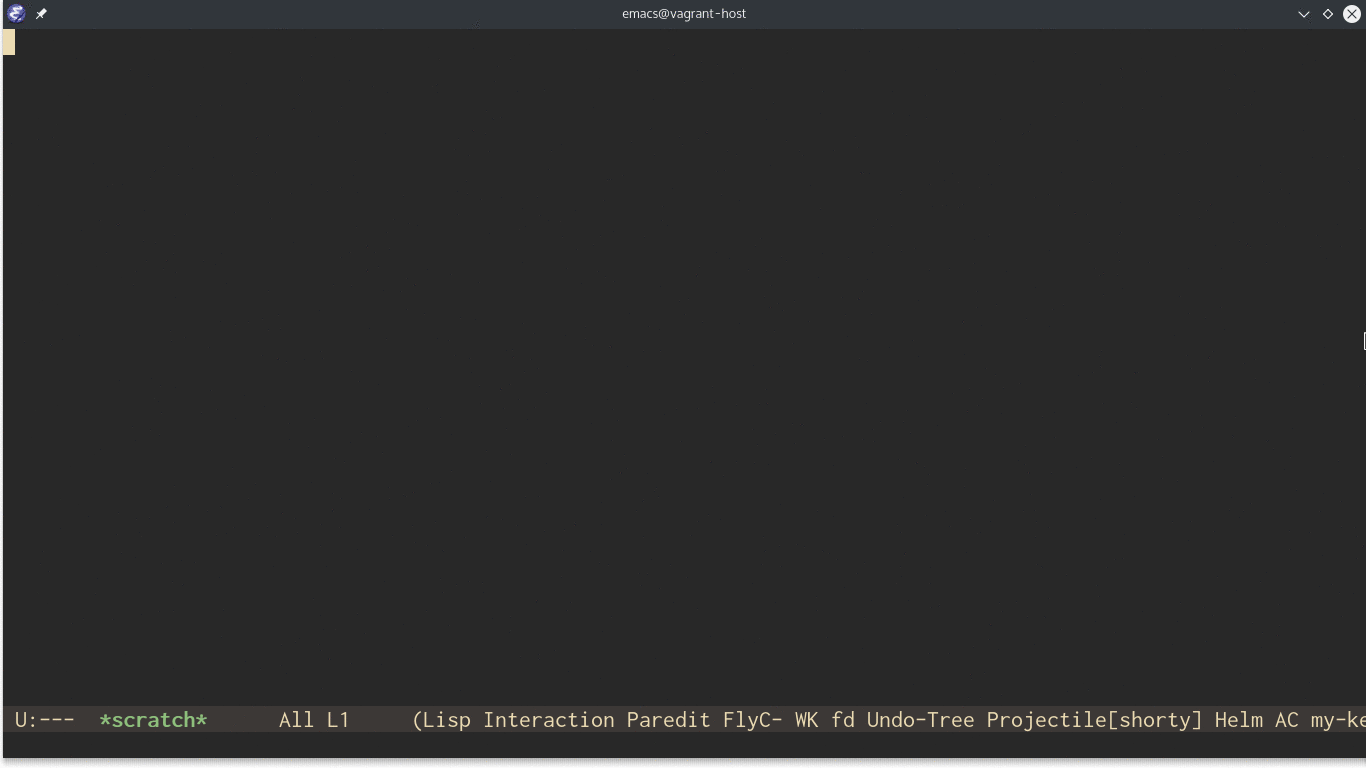 emacs@vagrant-host
U:--- *scratch* All L1 (Lisp Interaction Paredit FlyC- WK fd Undo-Tree Projectile[shorty] Helm AC my-ke